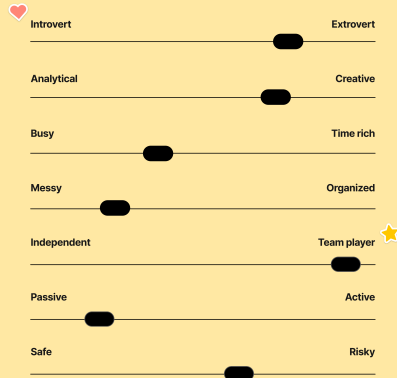 Introvert Extrovert
Analytical Creative
Busy Time rich
Messy Organized
Independent Team player
Passive Active
Safe Risky